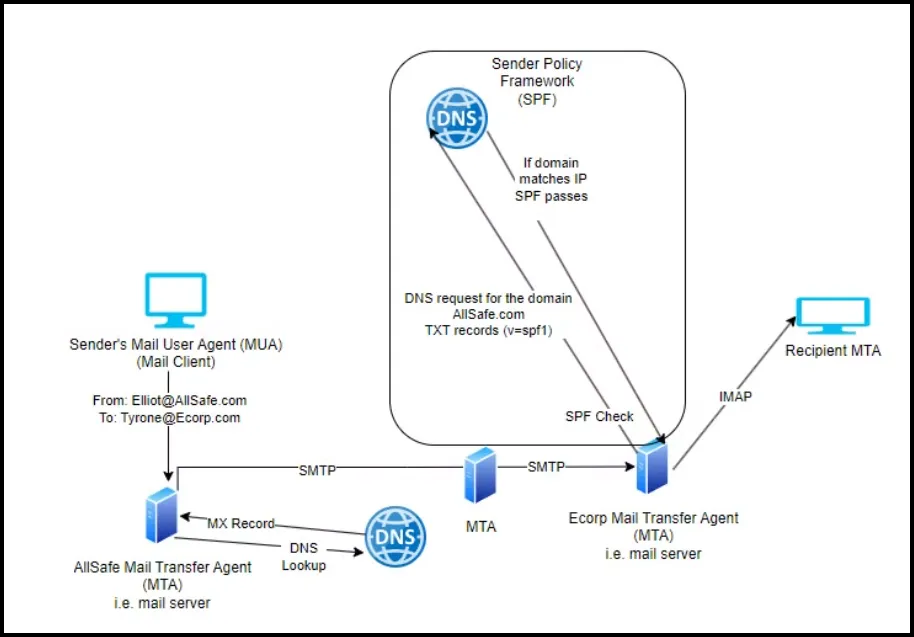 Sender Policy
Framework
(SPF)
DNS
If domain
matches IP
SPF passes
DNS request for the domain
AllSafe.com
TXT records (v=spf1)
SPF Check
Sender's Mail User Agent (MUA)
(Mail Client)
From: Elliot@AllSafe.com
To: Tyrone@Ecorp.com
Recipient MTA
IMAP
SMTP
SMTP
MTA
MX Record
DNS
DNS
Lookup
AllSafe Mail Transfer Agent
(MTA)
i.e. mail server
Ecorp Mail Transfer Agent
(MTA)
i.e. mail server